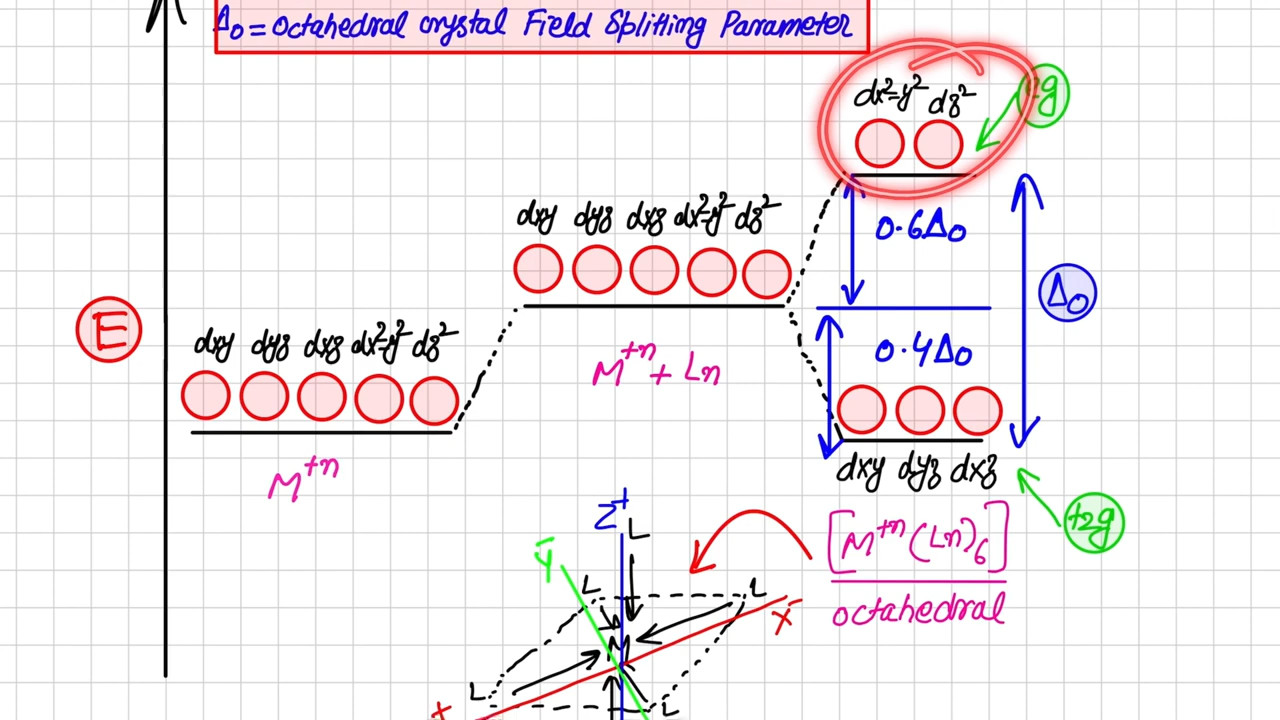 Δo = Octahedral crystal Field Splitting Parameter
dx²-y² dz²
eg
dxy dyz dxz dx²-y² dz²
0.6Δo
Δo
E
dxy dyz dxz dx²-y² dz²
M⁺ⁿ + Ln
0.4Δo
M⁺ⁿ
dxy dyz dxz
t2g
[M⁺ⁿ(Ln)6]
octahedral
Z⁺
L
Y⁻
L
L
X⁻
M
L
X
L